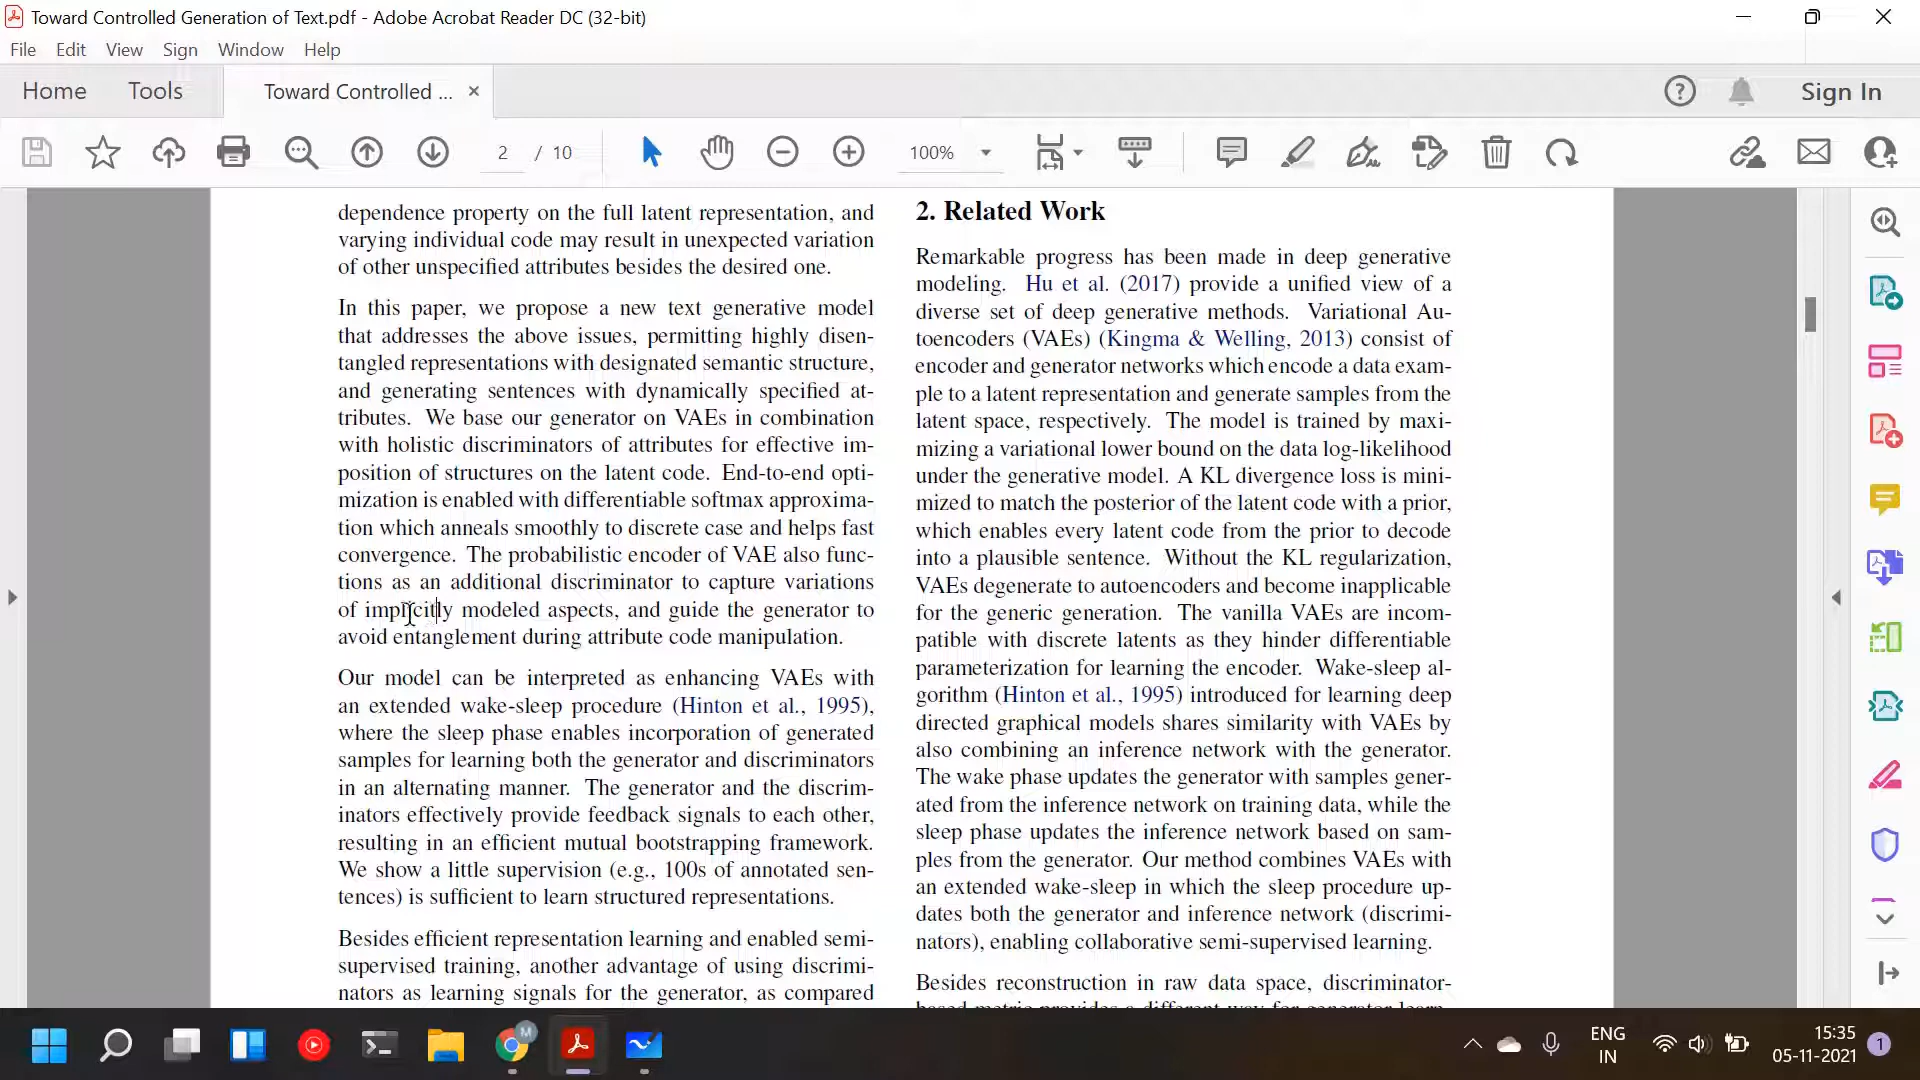 Toward Controlled Generation of Text.pdf - Adobe Acrobat Reader DC (32-bit)
File Edit View Sign Window Help
Home Tools Toward Controlled ... × Sign In
2 / 10 100%
dependence property on the full latent representation, and
varying individual code may result in unexpected variation
of other unspecified attributes besides the desired one.
In this paper, we propose a new text generative model
that addresses the above issues, permitting highly disen-
tangled representations with designated semantic structure,
and generating sentences with dynamically specified at-
tributes. We base our generator on VAEs in combination
with holistic discriminators of attributes for effective im-
position of structures on the latent code. End-to-end opti-
mization is enabled with differentiable softmax approxima-
tion which anneals smoothly to discrete case and helps fast
convergence. The probabilistic encoder of VAE also func-
tions as an additional discriminator to capture variations
of implicitly modeled aspects, and guide the generator to
avoid entanglement during attribute code manipulation.
Our model can be interpreted as enhancing VAEs with
an extended wake-sleep procedure (Hinton et al., 1995),
where the sleep phase enables incorporation of generated
samples for learning both the generator and discriminators
in an alternating manner. The generator and the discrim-
inators effectively provide feedback signals to each other,
resulting in an efficient mutual bootstrapping framework.
We show a little supervision (e.g., 100s of annotated sen-
tences) is sufficient to learn structured representations.
Besides efficient representation learning and enabled semi-
supervised training, another advantage of using discrimi-
nators as learning signals for the generator, as compared
2. Related Work
Remarkable progress has been made in deep generative
modeling. Hu et al. (2017) provide a unified view of a
diverse set of deep generative methods. Variational Au-
toencoders (VAEs) (Kingma & Welling, 2013) consist of
encoder and generator networks which encode a data exam-
ple to a latent representation and generate samples from the
latent space, respectively. The model is trained by maxi-
mizing a variational lower bound on the data log-likelihood
under the generative model. A KL divergence loss is mini-
mized to match the posterior of the latent code with a prior,
which enables every latent code from the prior to decode
into a plausible sentence. Without the KL regularization,
VAEs degenerate to autoencoders and become inapplicable
for the generic generation. The vanilla VAEs are incom-
patible with discrete latents as they hinder differentiable
parameterization for learning the encoder. Wake-sleep al-
gorithm (Hinton et al., 1995) introduced for learning deep
directed graphical models shares similarity with VAEs by
also combining an inference network with the generator.
The wake phase updates the generator with samples gener-
ated from the inference network on training data, while the
sleep phase updates the inference network based on sam-
ples from the generator. Our method combines VAEs with
an extended wake-sleep in which the sleep procedure up-
dates both the generator and inference network (discrimi-
nators), enabling collaborative semi-supervised learning.
Besides reconstruction in raw data space, discriminator-
based metric provides a different way for generator learn-
M
ENG
IN
15:35
05-11-2021
1